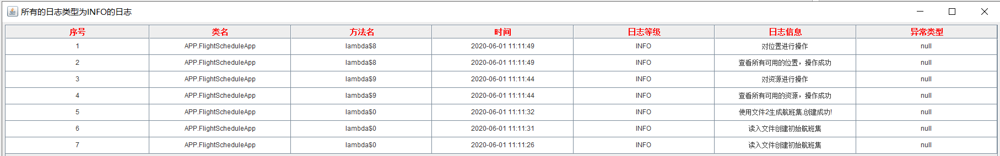 所有的日志类型为INFO的日志
序号 类名 方法名 时间 日志等级 日志信息 异常类型
1 APP.FlightScheduleApp lambda$8 2020-06-01 11:11:49 INFO 对位置进行操作 null
2 APP.FlightScheduleApp lambda$8 2020-06-01 11:11:49 INFO 查看所有可用的位置，操作成功 null
3 APP.FlightScheduleApp lambda$9 2020-06-01 11:11:44 INFO 对资源进行操作 null
4 APP.FlightScheduleApp lambda$9 2020-06-01 11:11:44 INFO 查看所有可用的资源，操作成功 null
5 APP.FlightScheduleApp lambda$0 2020-06-01 11:11:32 INFO 使用文件2生成航班集,创建成功! null
6 APP.FlightScheduleApp lambda$0 2020-06-01 11:11:31 INFO 读入文件创建初始航班集 null
7 APP.FlightScheduleApp lambda$0 2020-06-01 11:11:26 INFO 读入文件创建初始航班集 null